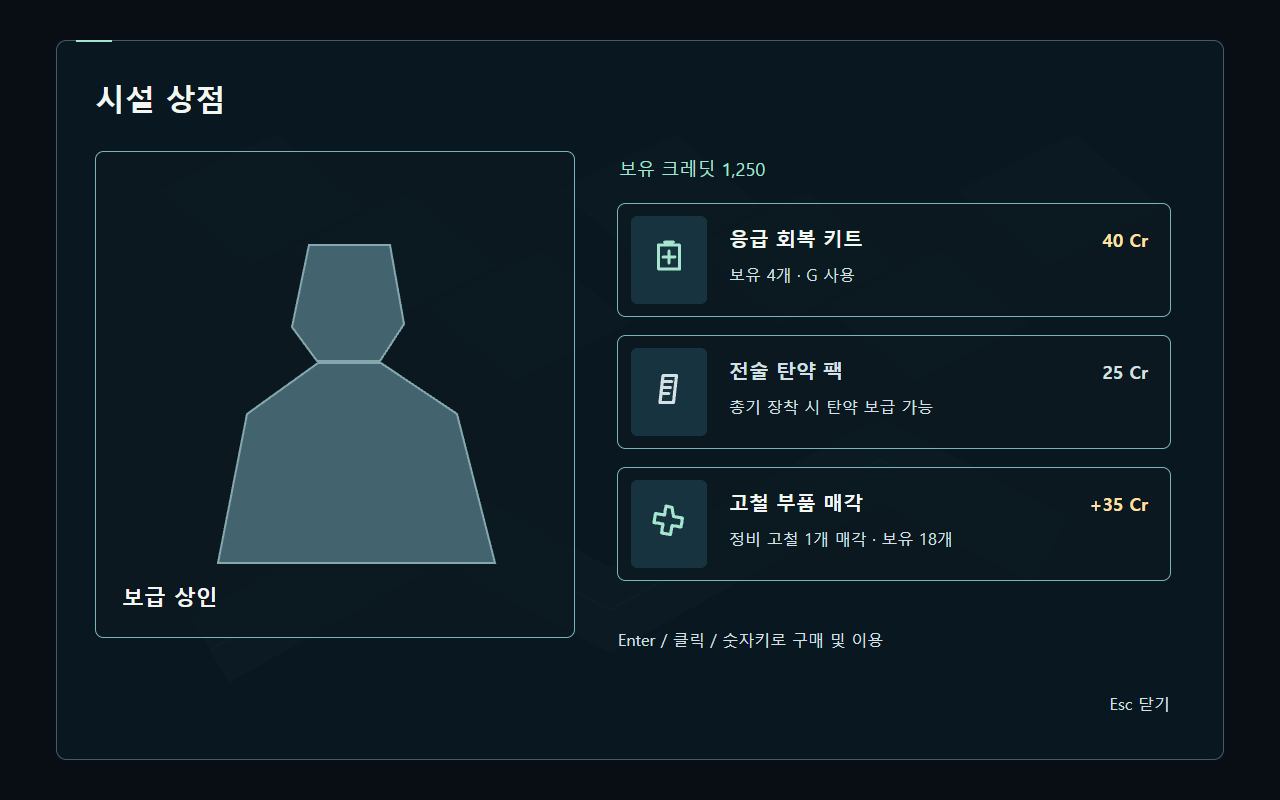 시설 상점
보급 상인
보유 크레딧 1,250
응급 회복 키트
40 Cr
보유 4개 · G 사용
전술 탄약 팩
25 Cr
총기 장착 시 탄약 보급 가능
고철 부품 매각
+35 Cr
정비 고철 1개 매각 · 보유 18개
Enter / 클릭 / 숫자키로 구매 및 이용
Esc 닫기